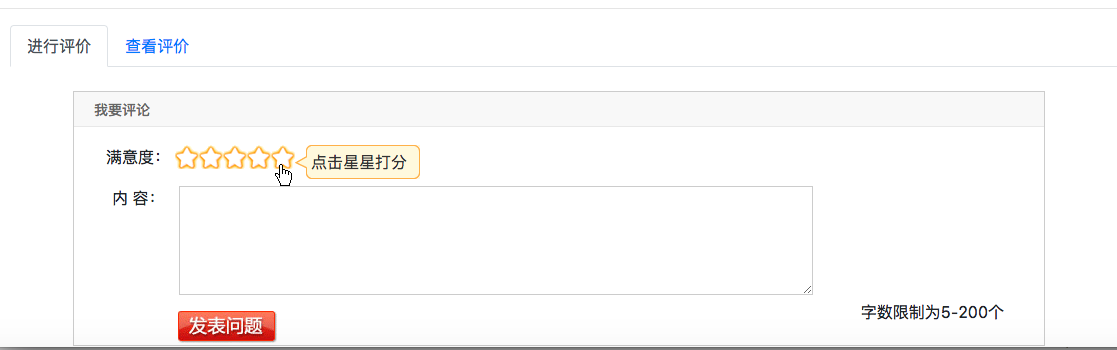 进行评价 查看评价
我要评论
满意度： 点击星星打分
内 容：
字数限制为5-200个
发表问题